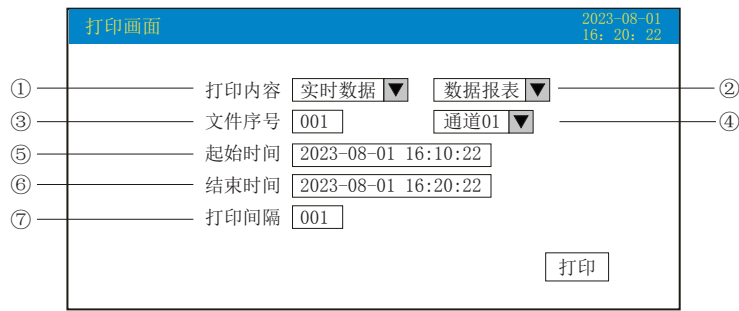 打印画面 2023-08-01
16: 20: 22
① 打印内容 实时数据 ▼ 数据报表 ▼ ②
③ 文件序号 001 通道01 ▼ ④
⑤ 起始时间 2023-08-01 16:10:22
⑥ 结束时间 2023-08-01 16:20:22
⑦ 打印间隔 001
打印